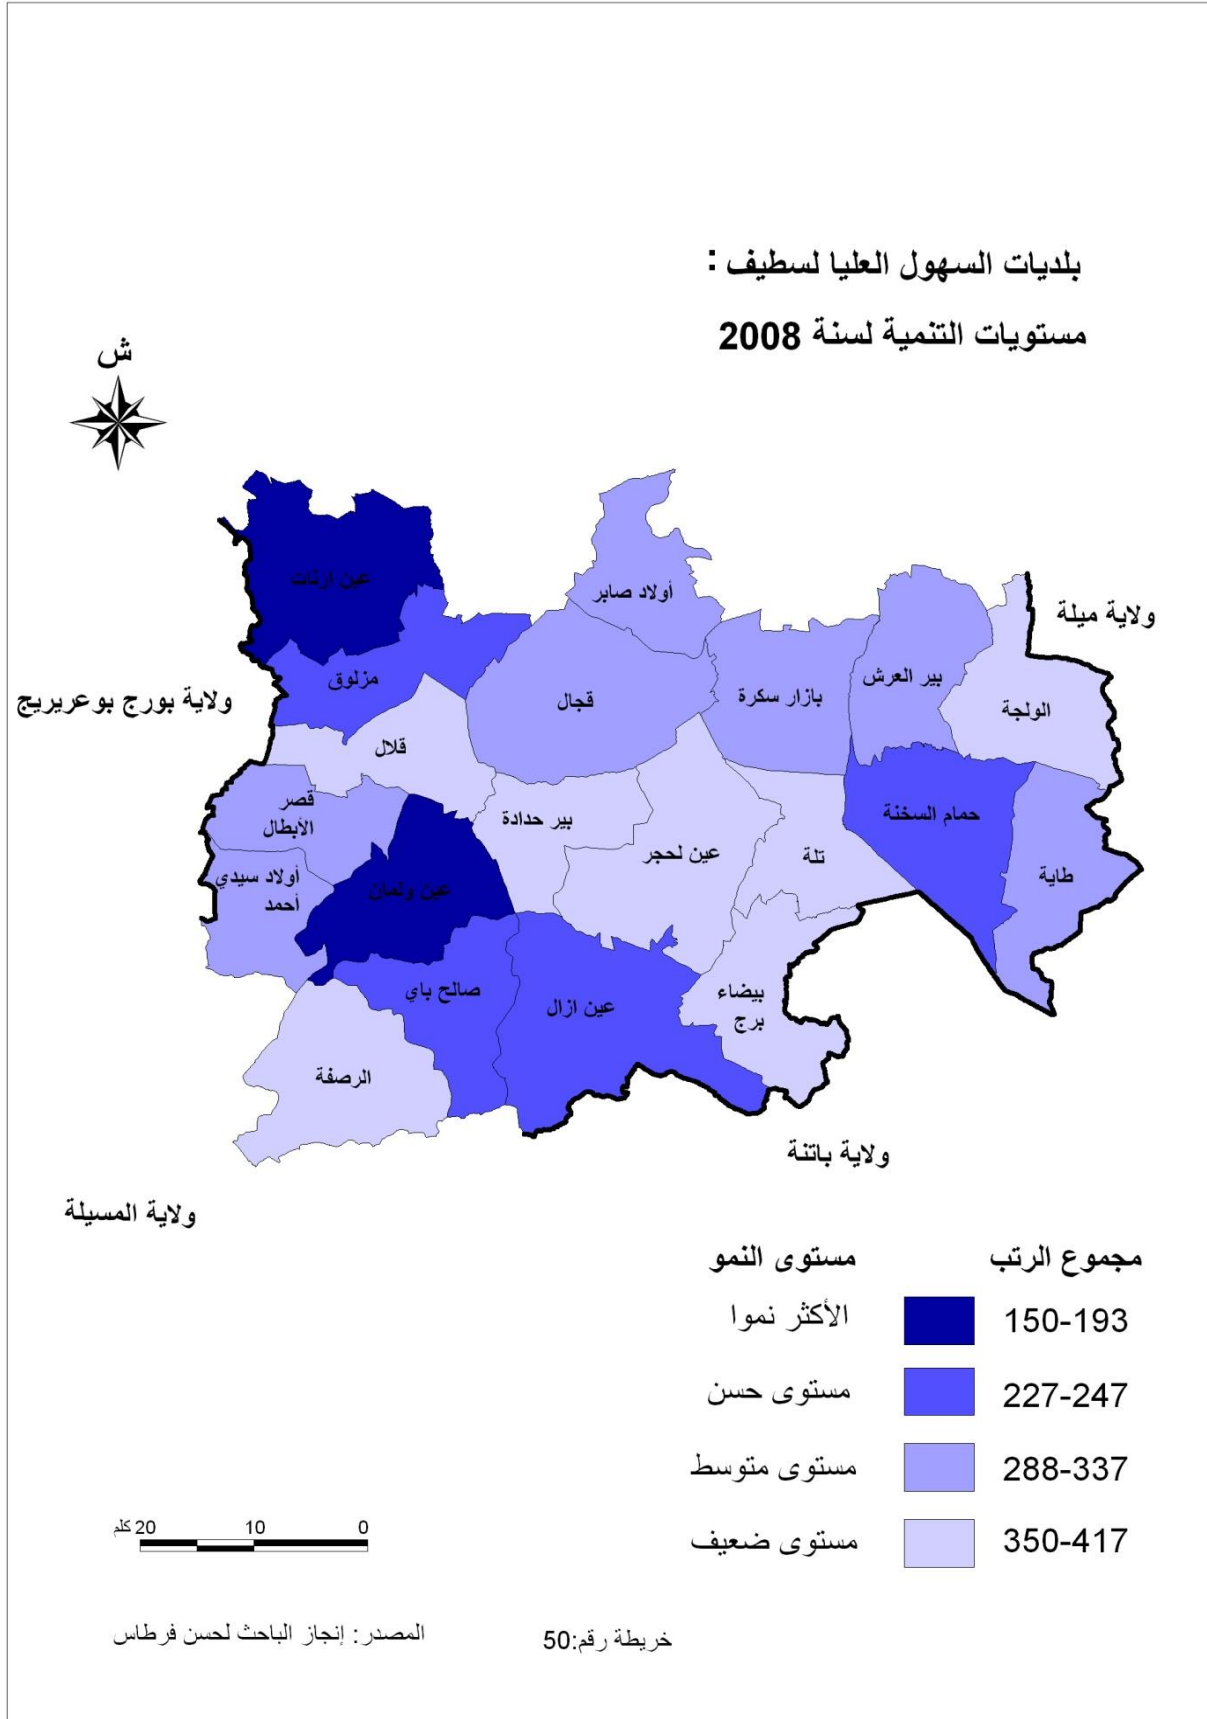 بلديات السهول العليا لسطيف :
مستويات التنمية لسنة 2008
ش
عين ارنات
أولاد صابر
ولاية ميلة
مزلوق
ولاية بورج بوعريريج
قجال
بازار سكرة
بير العرش
الولجة
قلال
قصر
الأبطال
بير حدادة
عين لحجر
تلة
حمام السخنة
طاية
أولاد سيدي
أحمد
عين ولمان
صالح باي
عين ازال
بيضاء
برج
الرصفة
ولاية باتنة
ولاية المسيلة
مجموع الرتب مستوى النمو
150-193 الأكثر نموا
227-247 مستوى حسن
288-337 مستوى متوسط
350-417 مستوى ضعيف
0 10 20 كلم
خريطة رقم:50
المصدر: إنجاز الباحث لحسن فرطاس